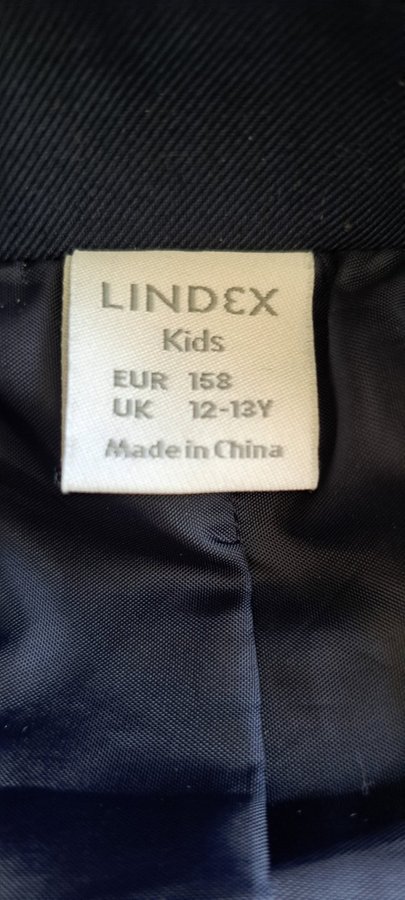 LINDEX
Kids
EUR 158
UK 12-13Y
Made in China